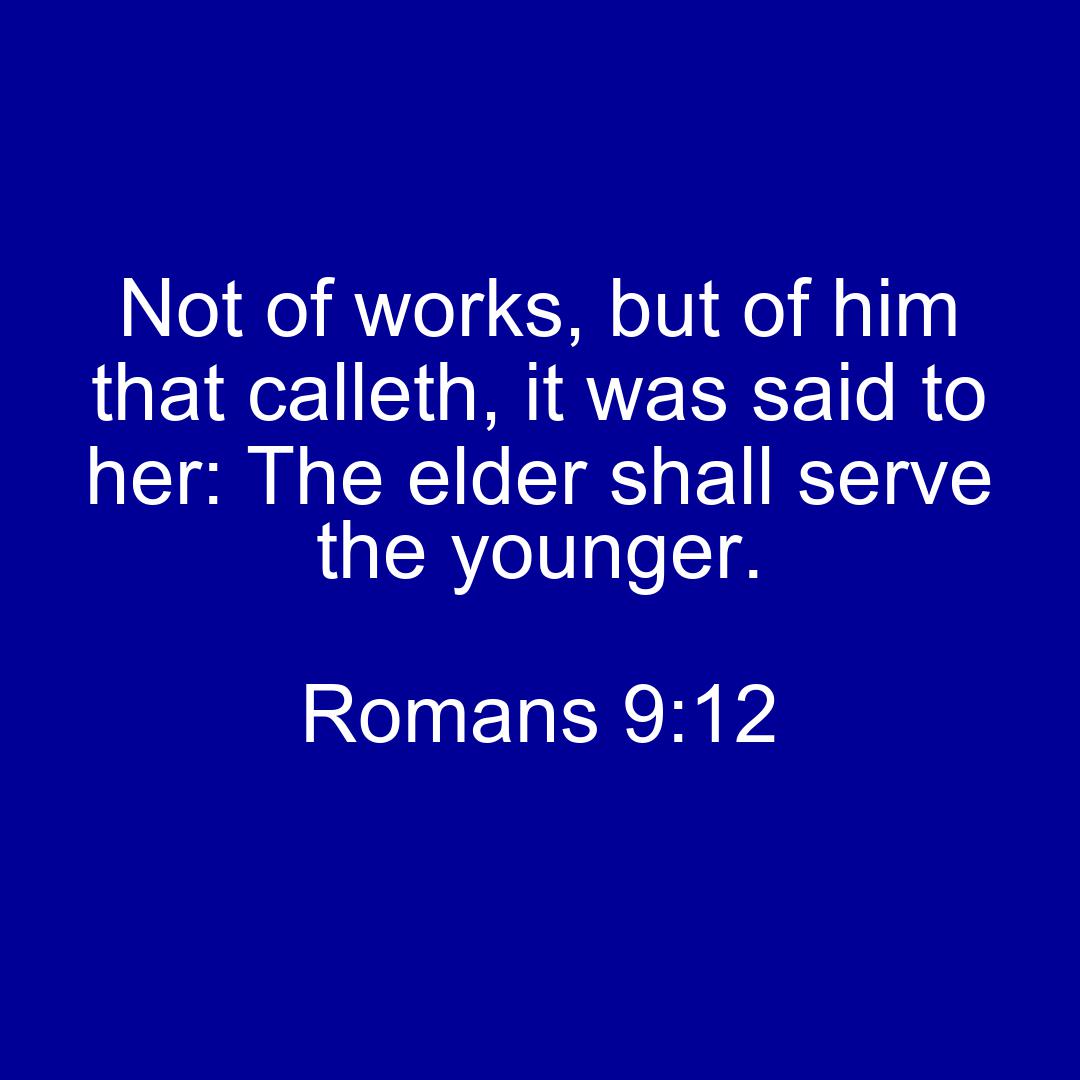 Not of works, but of him
that calleth, it was said to
her: The elder shall serve
the younger.
Romans 9:12